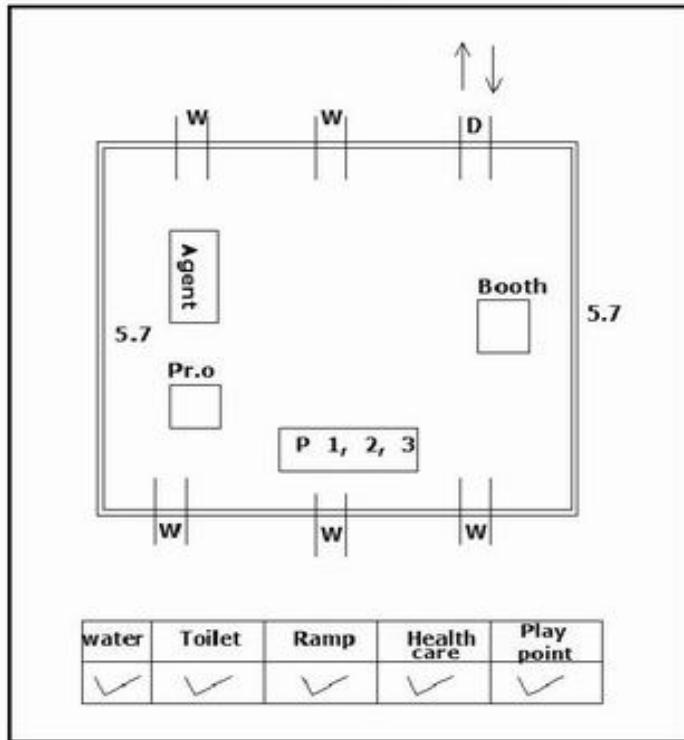 W W D
Agent
Booth
5.7 5.7
Pr.o
P 1, 2, 3
W W W
water Toilet Ramp Health care Play point